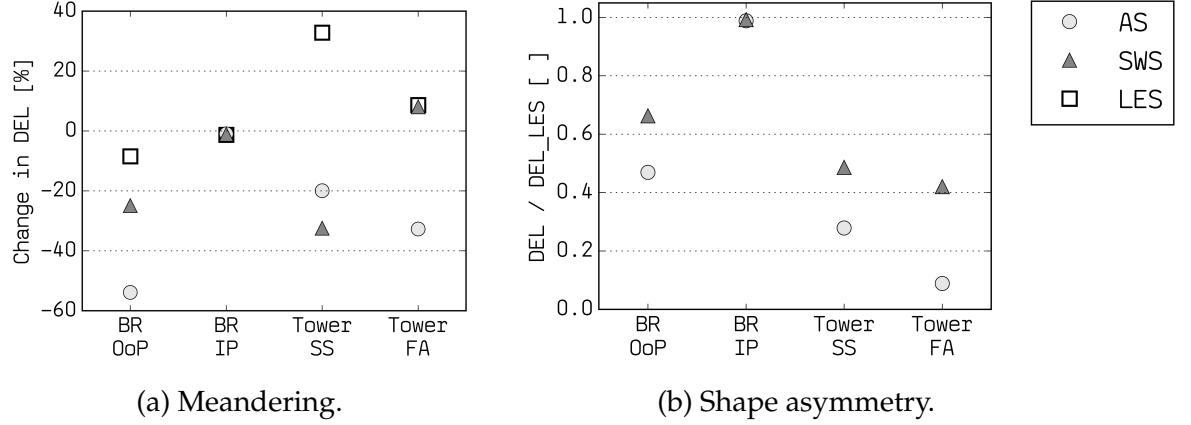 Change in DEL [%]
40
20
0
−20
−40
−60
BR OoP
BR IP
Tower SS
Tower FA
(a) Meandering.
DEL / DEL_LES [ ]
1.0
0.8
0.6
0.4
0.2
0.0
BR OoP
BR IP
Tower SS
Tower FA
(b) Shape asymmetry.
AS
SWS
LES